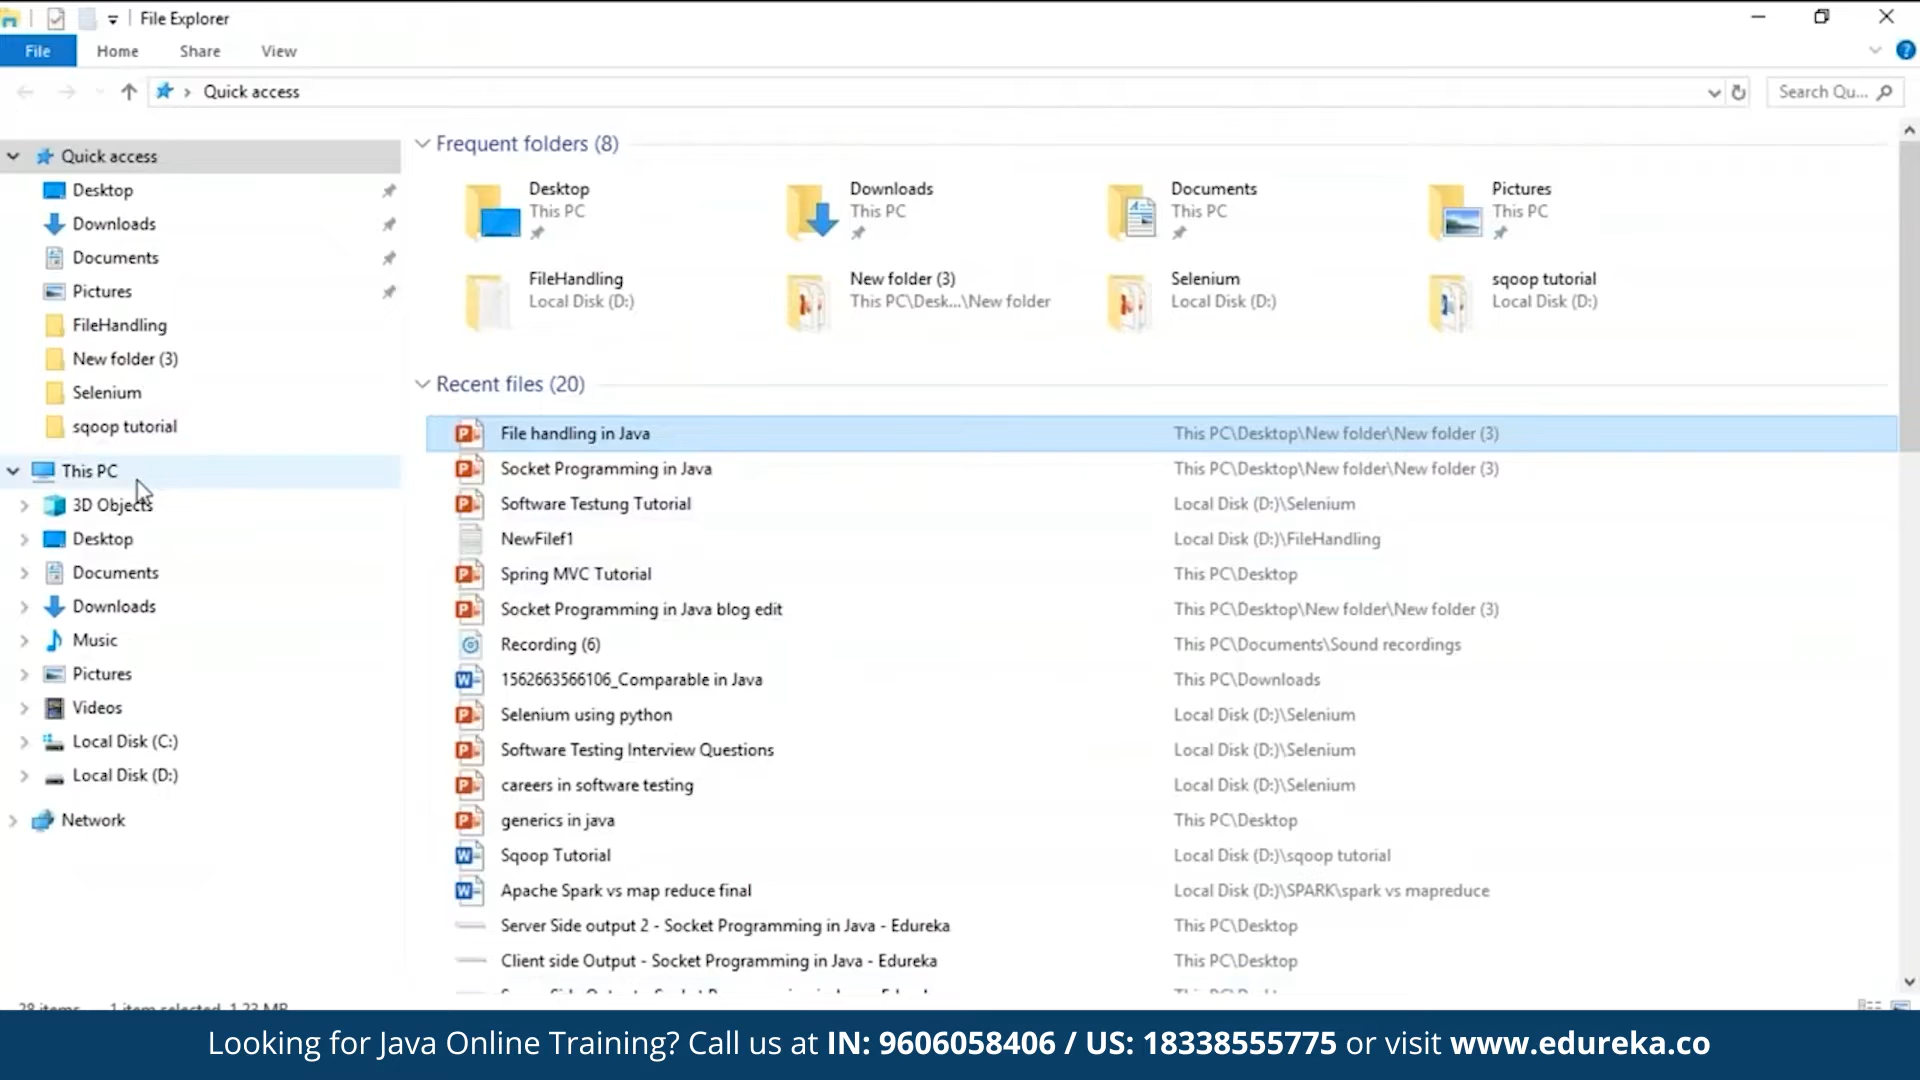 File Explorer
File Home Share View
Quick access
Search Qu...
Quick access
Desktop
Downloads
Documents
Pictures
FileHandling
New folder (3)
Selenium
sqoop tutorial
This PC
3D Objects
Desktop
Documents
Downloads
Music
Pictures
Videos
Local Disk (C:)
Local Disk (D:)
Network
Frequent folders (8)
Desktop
This PC
Downloads
This PC
Documents
This PC
Pictures
This PC
FileHandling
Local Disk (D:)
New folder (3)
This PC\Desk...\New folder
Selenium
Local Disk (D:)
sqoop tutorial
Local Disk (D:)
Recent files (20)
File handling in Java This PC\Desktop\New folder\New folder (3)
Socket Programming in Java This PC\Desktop\New folder\New folder (3)
Software Testung Tutorial Local Disk (D:)\Selenium
NewFilef1 Local Disk (D:)\FileHandling
Spring MVC Tutorial This PC\Desktop
Socket Programming in Java blog edit This PC\Desktop\New folder\New folder (3)
Recording (6) This PC\Documents\Sound recordings
1562663566106_Comparable in Java This PC\Downloads
Selenium using python Local Disk (D:)\Selenium
Software Testing Interview Questions Local Disk (D:)\Selenium
careers in software testing Local Disk (D:)\Selenium
generics in java This PC\Desktop
Sqoop Tutorial Local Disk (D:)\sqoop tutorial
Apache Spark vs map reduce final Local Disk (D:)\SPARK\spark vs mapreduce
Server Side output 2 - Socket Programming in Java - Edureka This PC\Desktop
Client side Output - Socket Programming in Java - Edureka This PC\Desktop
28 items 1 item selected 1.23 MB
Looking for Java Online Training? Call us at IN: 9606058406 / US: 18338555775 or visit www.edureka.co